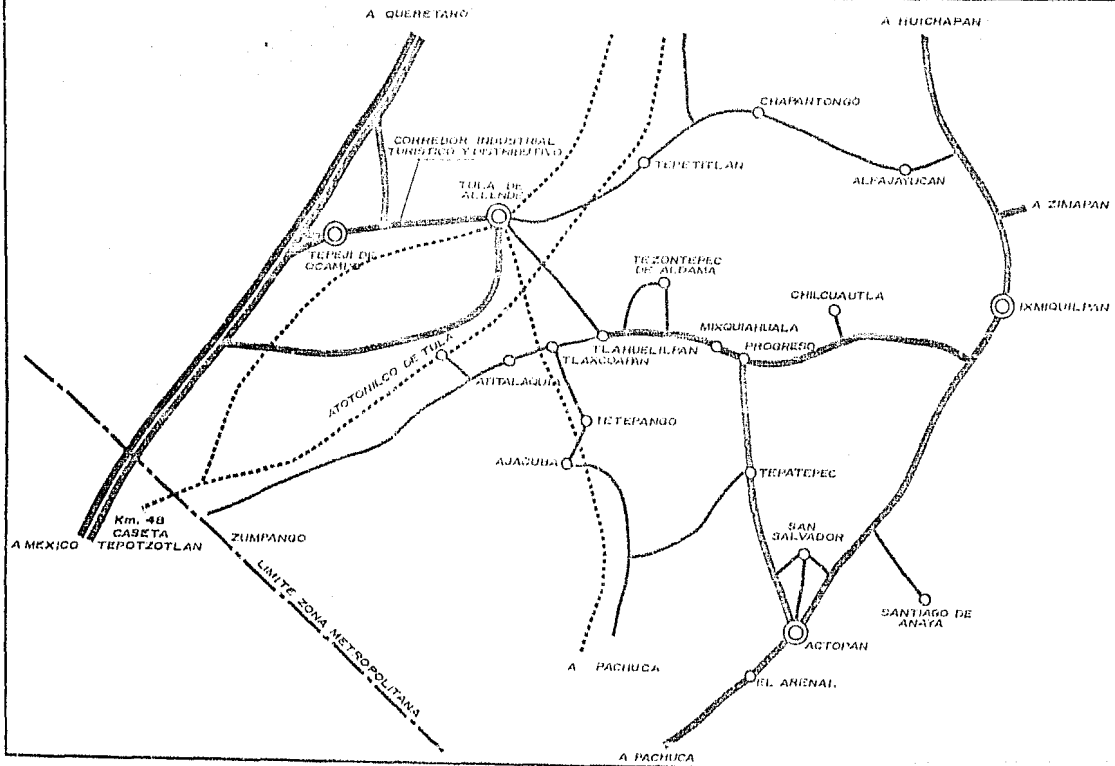 A QUERETARO
A HUICHAPAN
CHAPANTONGO
CORREDOR INDUSTRIAL
TURISTICO Y DISTRIBUTIVO
TEPETITLAN
ALFAJAYUCAN
TULA DE
ALLENDE
A ZIMAPAN
TEPEJI DE
OCAMPO
TEZONTEPEC
DE ALDAMA
CHILCUAUTLA
IXMIQUILPAN
MIXQUIAHUALA
PROGRESO
TLAHUELILPAN
TLAXCOAPAN
ATOTONILCO DE TULA
ATITALAQUIA
TETEPANGO
AJACUBA
TEPATEPEC
Km. 48
CASETA
TEPOTZOTLAN
A MEXICO
ZUMPANGO
SAN
SALVADOR
LIMITE ZONA METROPOLITANA
SANTIAGO DE
ANAYA
ACTOPAN
A PACHUCA
EL ARENAL
A PACHUCA